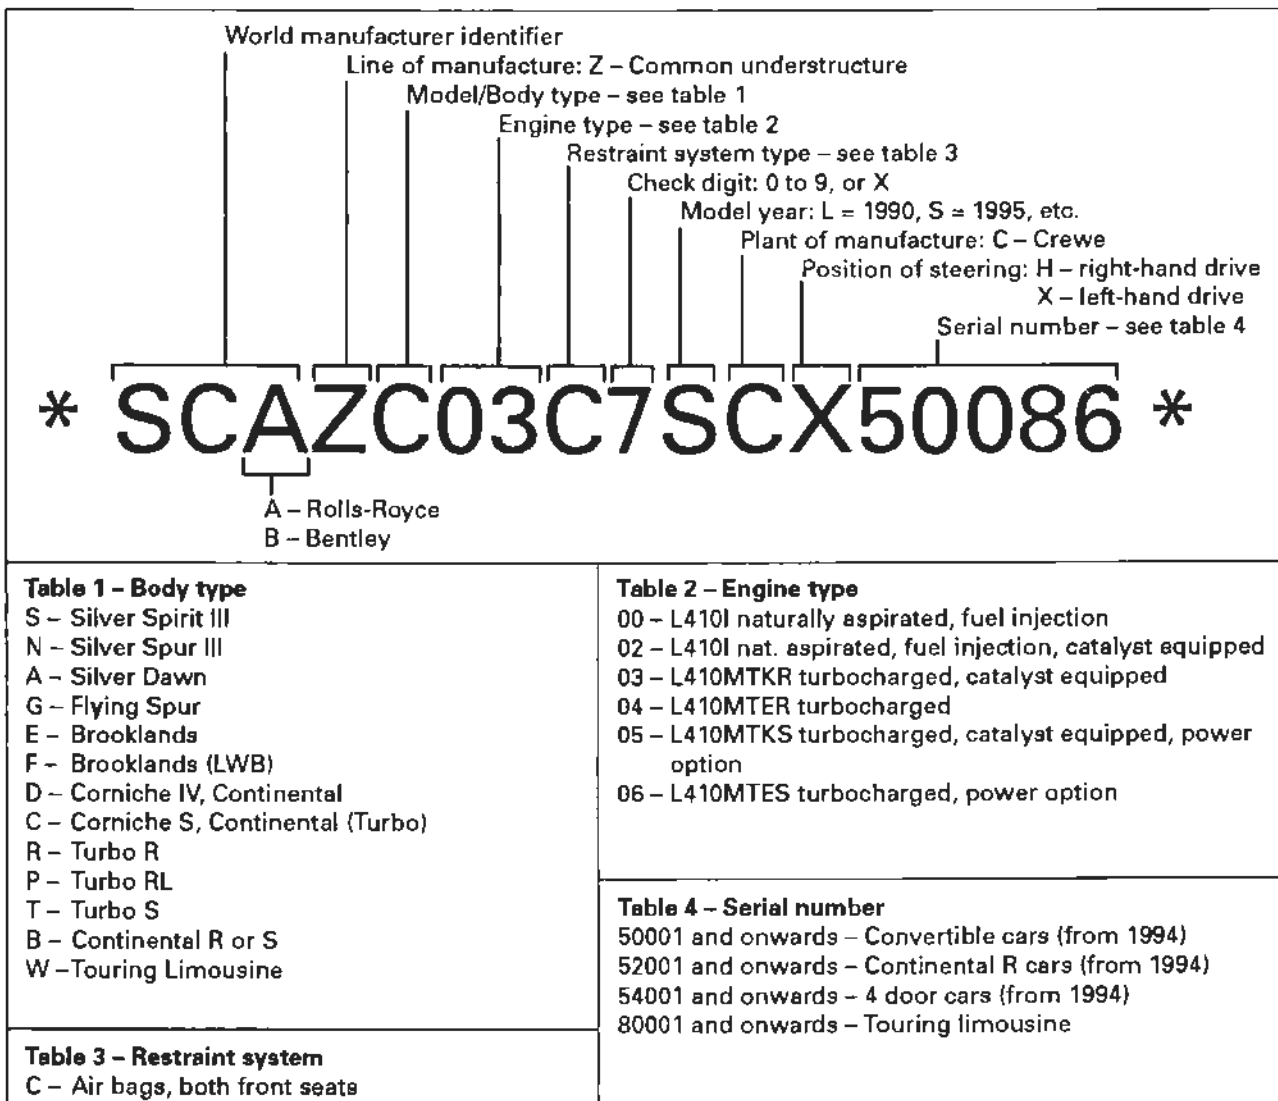 World manufacturer identifier
Line of manufacture: Z – Common understructure
Model/Body type – see table 1
Engine type – see table 2
Restraint system type – see table 3
Check digit: 0 to 9, or X
Model year: L = 1990, S = 1995, etc.
Plant of manufacture: C – Crewe
Position of steering: H – right-hand drive
X – left-hand drive
Serial number – see table 4
* SCAZC03C7SCX50086 *
A – Rolls-Royce
B – Bentley
Table 1 – Body type
S – Silver Spirit III
N – Silver Spur III
A – Silver Dawn
G – Flying Spur
E – Brooklands
F – Brooklands (LWB)
D – Corniche IV, Continental
C – Corniche S, Continental (Turbo)
R – Turbo R
P – Turbo RL
T – Turbo S
B – Continental R or S
W –Touring Limousine
Table 3 – Restraint system
C – Air bags, both front seats
Table 2 – Engine type
00 – L410I naturally aspirated, fuel injection
02 – L410I nat. aspirated, fuel injection, catalyst equipped
03 – L410MTKR turbocharged, catalyst equipped
04 – L410MTER turbocharged
05 – L410MTKS turbocharged, catalyst equipped, power
option
06 – L410MTES turbocharged, power option
Table 4 – Serial number
50001 and onwards – Convertible cars (from 1994)
52001 and onwards – Continental R cars (from 1994)
54001 and onwards – 4 door cars (from 1994)
80001 and onwards – Touring limousine